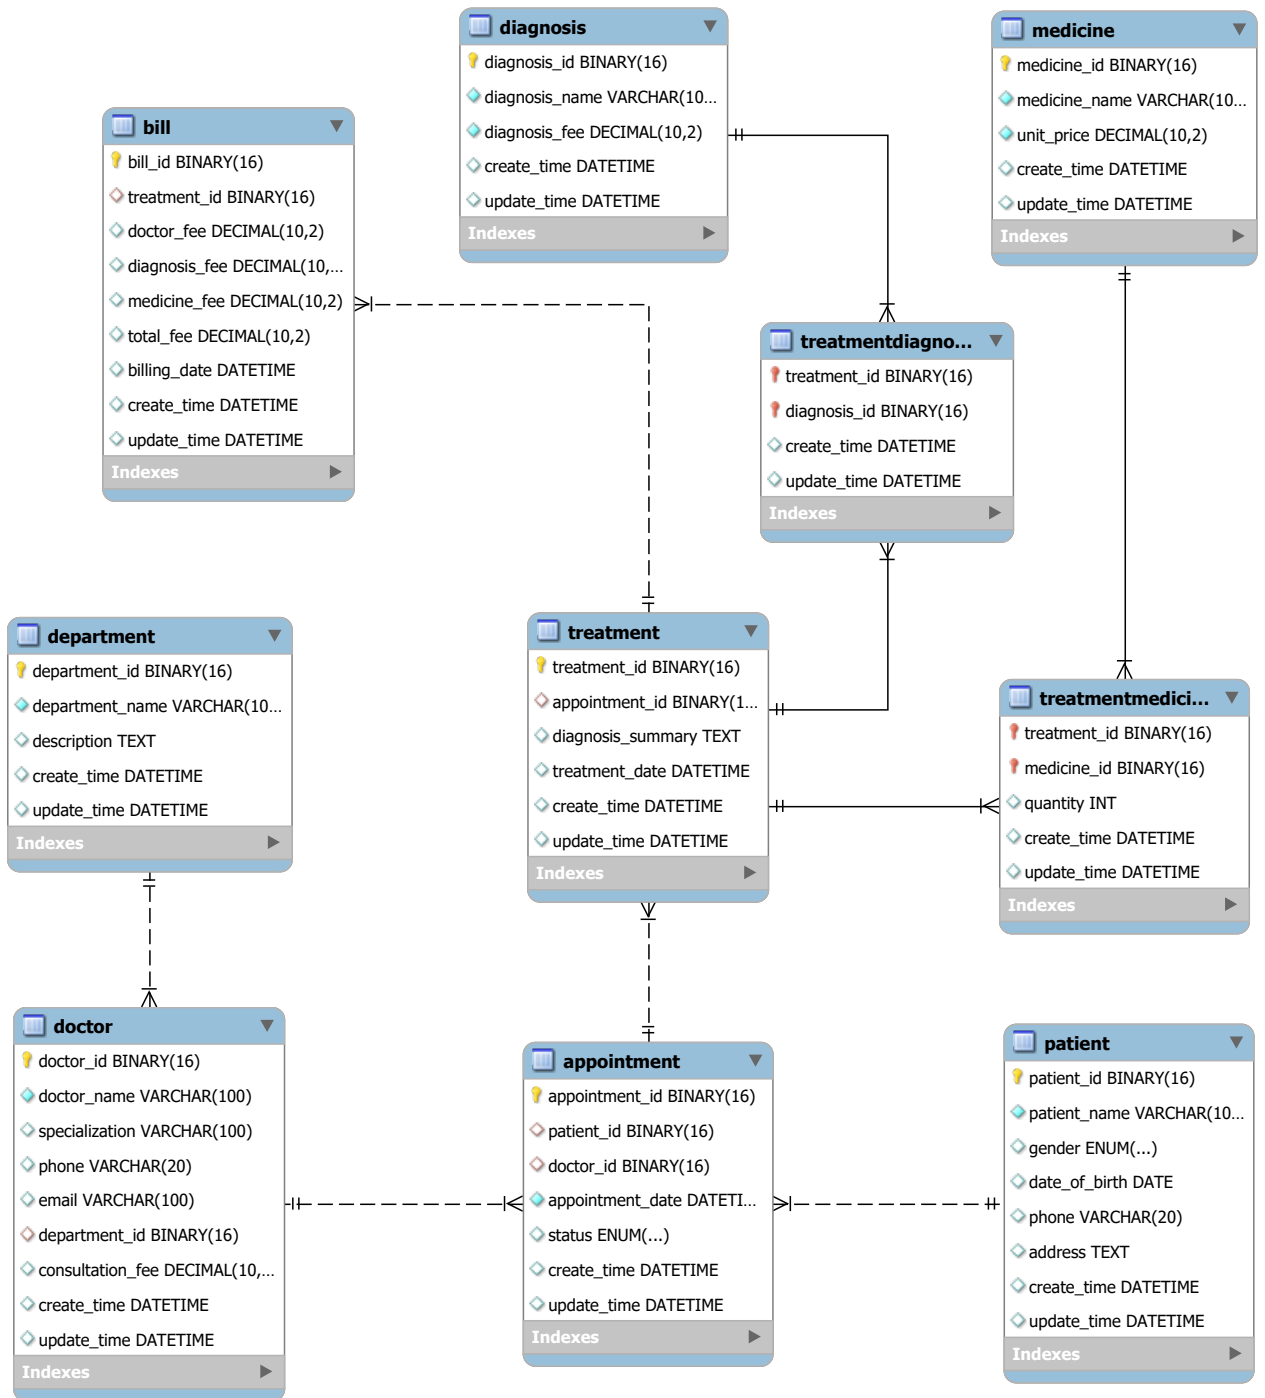 diagnosis
diagnosis_id BINARY(16)
diagnosis_name VARCHAR(10...
diagnosis_fee DECIMAL(10,2)
create_time DATETIME
update_time DATETIME
Indexes
medicine
medicine_id BINARY(16)
medicine_name VARCHAR(10...
unit_price DECIMAL(10,2)
create_time DATETIME
update_time DATETIME
Indexes
bill
bill_id BINARY(16)
treatment_id BINARY(16)
doctor_fee DECIMAL(10,2)
diagnosis_fee DECIMAL(10,...
medicine_fee DECIMAL(10,2)
total_fee DECIMAL(10,2)
billing_date DATETIME
create_time DATETIME
update_time DATETIME
Indexes
treatmentdiagno...
treatment_id BINARY(16)
diagnosis_id BINARY(16)
create_time DATETIME
update_time DATETIME
Indexes
department
department_id BINARY(16)
department_name VARCHAR(10...
description TEXT
create_time DATETIME
update_time DATETIME
Indexes
treatment
treatment_id BINARY(16)
appointment_id BINARY(1...
diagnosis_summary TEXT
treatment_date DATETIME
create_time DATETIME
update_time DATETIME
Indexes
treatmentmedici...
treatment_id BINARY(16)
medicine_id BINARY(16)
quantity INT
create_time DATETIME
update_time DATETIME
Indexes
doctor
doctor_id BINARY(16)
doctor_name VARCHAR(100)
specialization VARCHAR(100)
phone VARCHAR(20)
email VARCHAR(100)
department_id BINARY(16)
consultation_fee DECIMAL(10,...
create_time DATETIME
update_time DATETIME
Indexes
appointment
appointment_id BINARY(16)
patient_id BINARY(16)
doctor_id BINARY(16)
appointment_date DATETI...
status ENUM(...)
create_time DATETIME
update_time DATETIME
Indexes
patient
patient_id BINARY(16)
patient_name VARCHAR(10...
gender ENUM(...)
date_of_birth DATE
phone VARCHAR(20)
address TEXT
create_time DATETIME
update_time DATETIME
Indexes